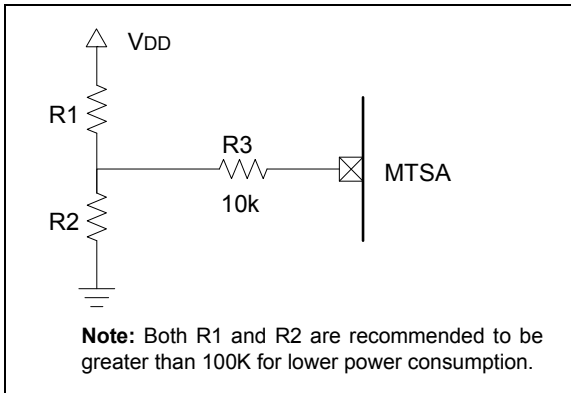 VDD
R1
R3
MTSA
10k
R2
Note: Both R1 and R2 are recommended to be
greater than 100K for lower power consumption.